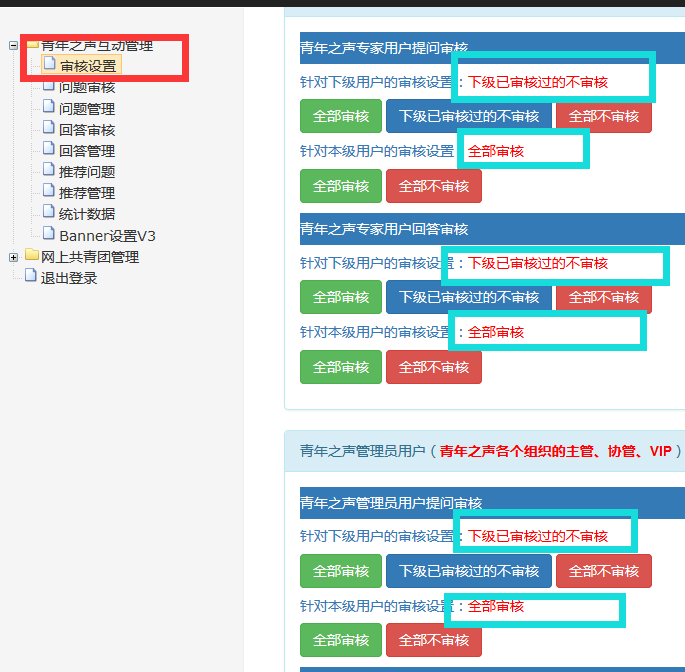 青年之声互动管理
审核设置
问题审核
问题管理
回答审核
回答管理
推荐问题
推荐管理
统计数据
Banner设置V3
网上共青团管理
退出登录
青年之声专家用户提问审核
针对下级用户的审核设置：下级已审核过的不审核
全部审核 下级已审核过的不审核 全部不审核
针对本级用户的审核设置：全部审核
全部审核 全部不审核
青年之声专家用户回答审核
针对下级用户的审核设置：下级已审核过的不审核
全部审核 下级已审核过的不审核 全部不审核
针对本级用户的审核设置：全部审核
全部审核 全部不审核
青年之声管理员用户（青年之声各个组织的主管、协管、VIP）
青年之声管理员用户提问审核
针对下级用户的审核设置：下级已审核过的不审核
全部审核 下级已审核过的不审核 全部不审核
针对本级用户的审核设置：全部审核
全部审核 全部不审核